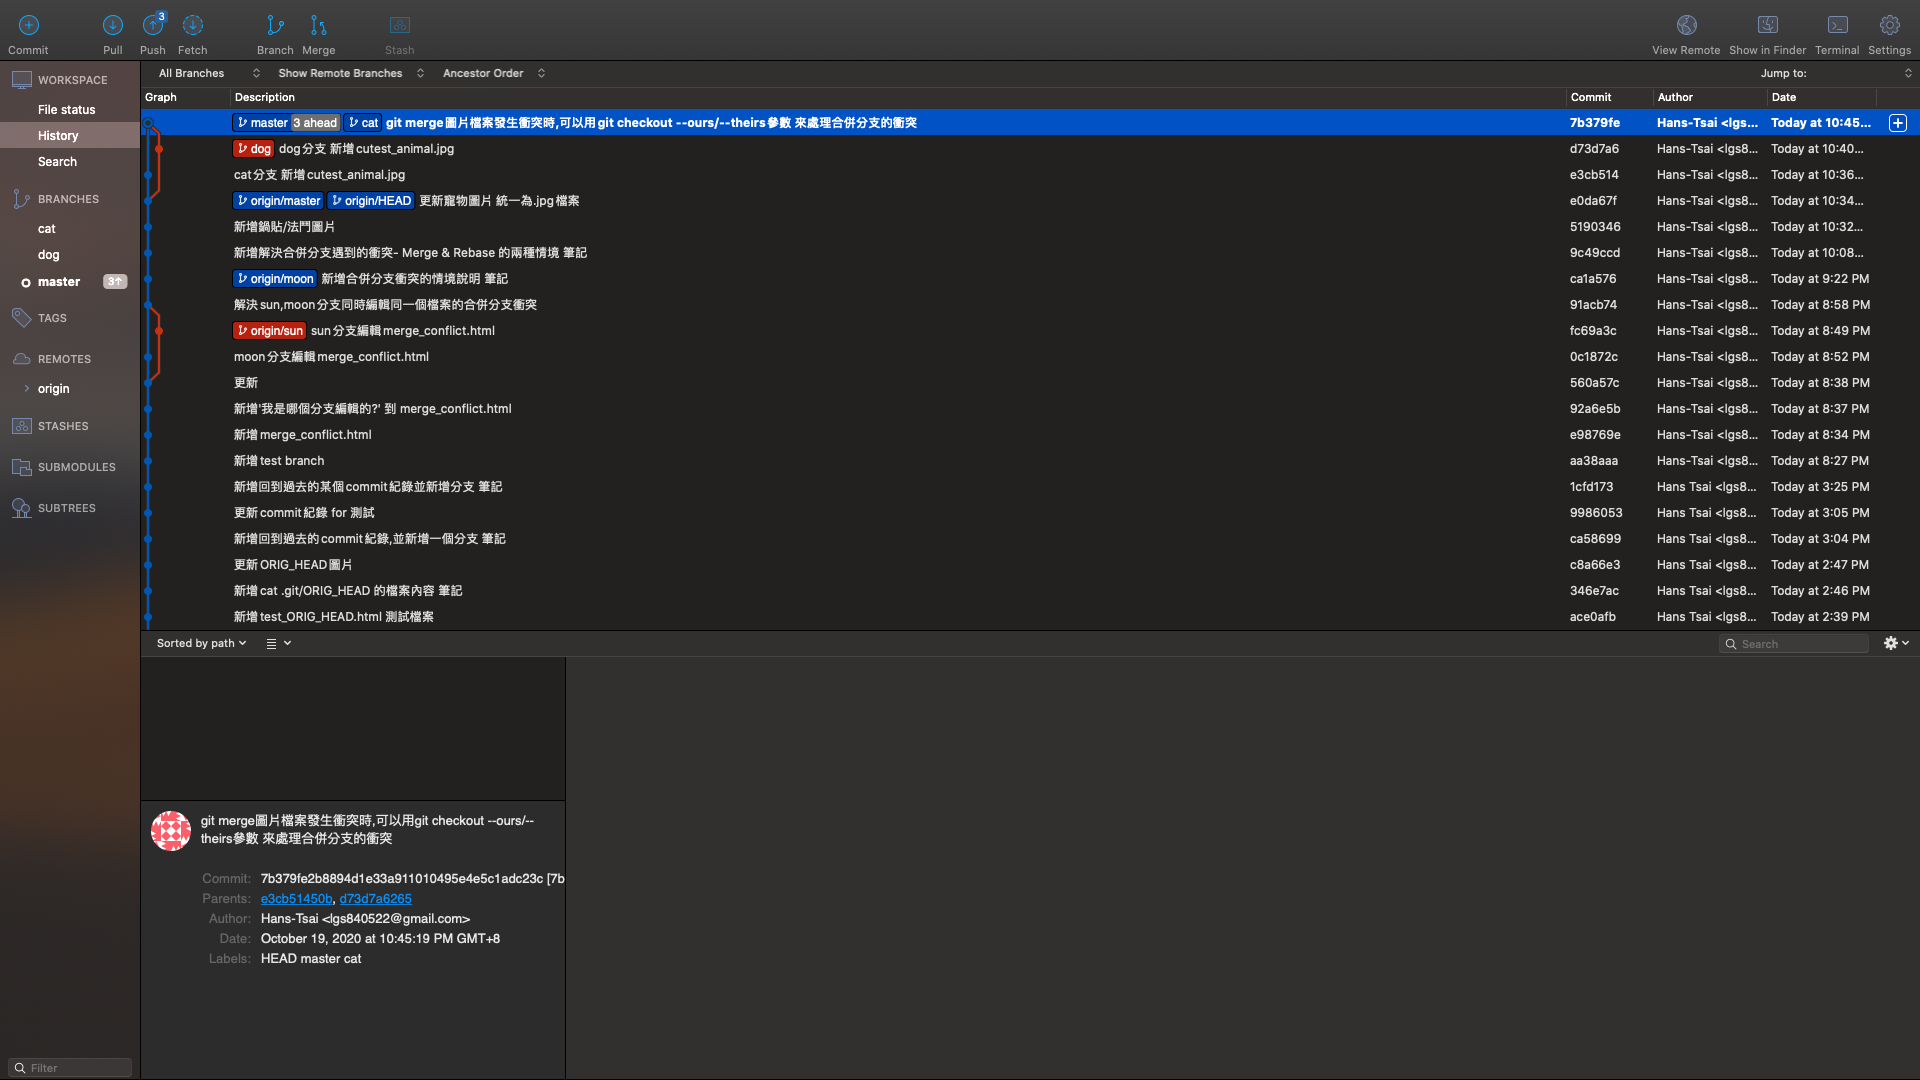 3
Commit Pull Push Fetch Branch Merge Stash View Remote Show in Finder Terminal Settings
WORKSPACE
File status
History
Search
BRANCHES
cat
dog
master 3↑
TAGS
REMOTES
origin
STASHES
SUBMODULES
SUBTREES
Filter
All Branches Show Remote Branches Ancestor Order Jump to:
Graph Description Commit Author Date
master 3 ahead cat git merge圖片檔案發生衝突時,可以用git checkout --ours/--theirs參數 來處理合併分支的衝突 7b379fe Hans-Tsai <lgs... Today at 10:45...
dog dog分支 新增cutest_animal.jpg d73d7a6 Hans-Tsai <lgs8... Today at 10:40...
cat分支 新增cutest_animal.jpg e3cb514 Hans-Tsai <lgs8... Today at 10:36...
origin/master origin/HEAD 更新寵物圖片 統一為.jpg檔案 e0da67f Hans-Tsai <lgs8... Today at 10:34...
新增鍋貼/法鬥圖片 5190346 Hans-Tsai <lgs8... Today at 10:32...
新增解決合併分支遇到的衝突- Merge & Rebase 的兩種情境 筆記 9c49ccd Hans-Tsai <lgs8... Today at 10:08...
origin/moon 新增合併分支衝突的情境說明 筆記 ca1a576 Hans-Tsai <lgs8... Today at 9:22 PM
解決sun,moon分支同時編輯同一個檔案的合併分支衝突 91acb74 Hans-Tsai <lgs8... Today at 8:58 PM
origin/sun sun分支編輯merge_conflict.html fc69a3c Hans-Tsai <lgs8... Today at 8:49 PM
moon分支編輯merge_conflict.html 0c1872c Hans-Tsai <lgs8... Today at 8:52 PM
更新 560a57c Hans-Tsai <lgs8... Today at 8:38 PM
新增'我是哪個分支編輯的?' 到 merge_conflict.html 92a6e5b Hans-Tsai <lgs8... Today at 8:37 PM
新增merge_conflict.html e98769e Hans-Tsai <lgs8... Today at 8:34 PM
新增test branch aa38aaa Hans-Tsai <lgs8... Today at 8:27 PM
新增回到過去的某個commit紀錄並新增分支 筆記 1cfd173 Hans Tsai <lgs8... Today at 3:25 PM
更新commit紀錄 for 測試 9986053 Hans Tsai <lgs8... Today at 3:05 PM
新增回到過去的commit紀錄,並新增一個分支 筆記 ca58699 Hans Tsai <lgs8... Today at 3:04 PM
更新ORIG_HEAD圖片 c8a66e3 Hans Tsai <lgs8... Today at 2:47 PM
新增cat .git/ORIG_HEAD 的檔案內容 筆記 346e7ac Hans Tsai <lgs8... Today at 2:46 PM
新增test_ORIG_HEAD.html 測試檔案 ace0afb Hans Tsai <lgs8... Today at 2:39 PM
Sorted by path Search
git merge圖片檔案發生衝突時,可以用git checkout --ours/--
theirs參數 來處理合併分支的衝突
Commit: 7b379fe2b8894d1e33a911010495e4e5c1adc23c [7b
Parents: e3cb51450b, d73d7a6265
Author: Hans-Tsai <lgs840522@gmail.com>
Date: October 19, 2020 at 10:45:19 PM GMT+8
Labels: HEAD master cat